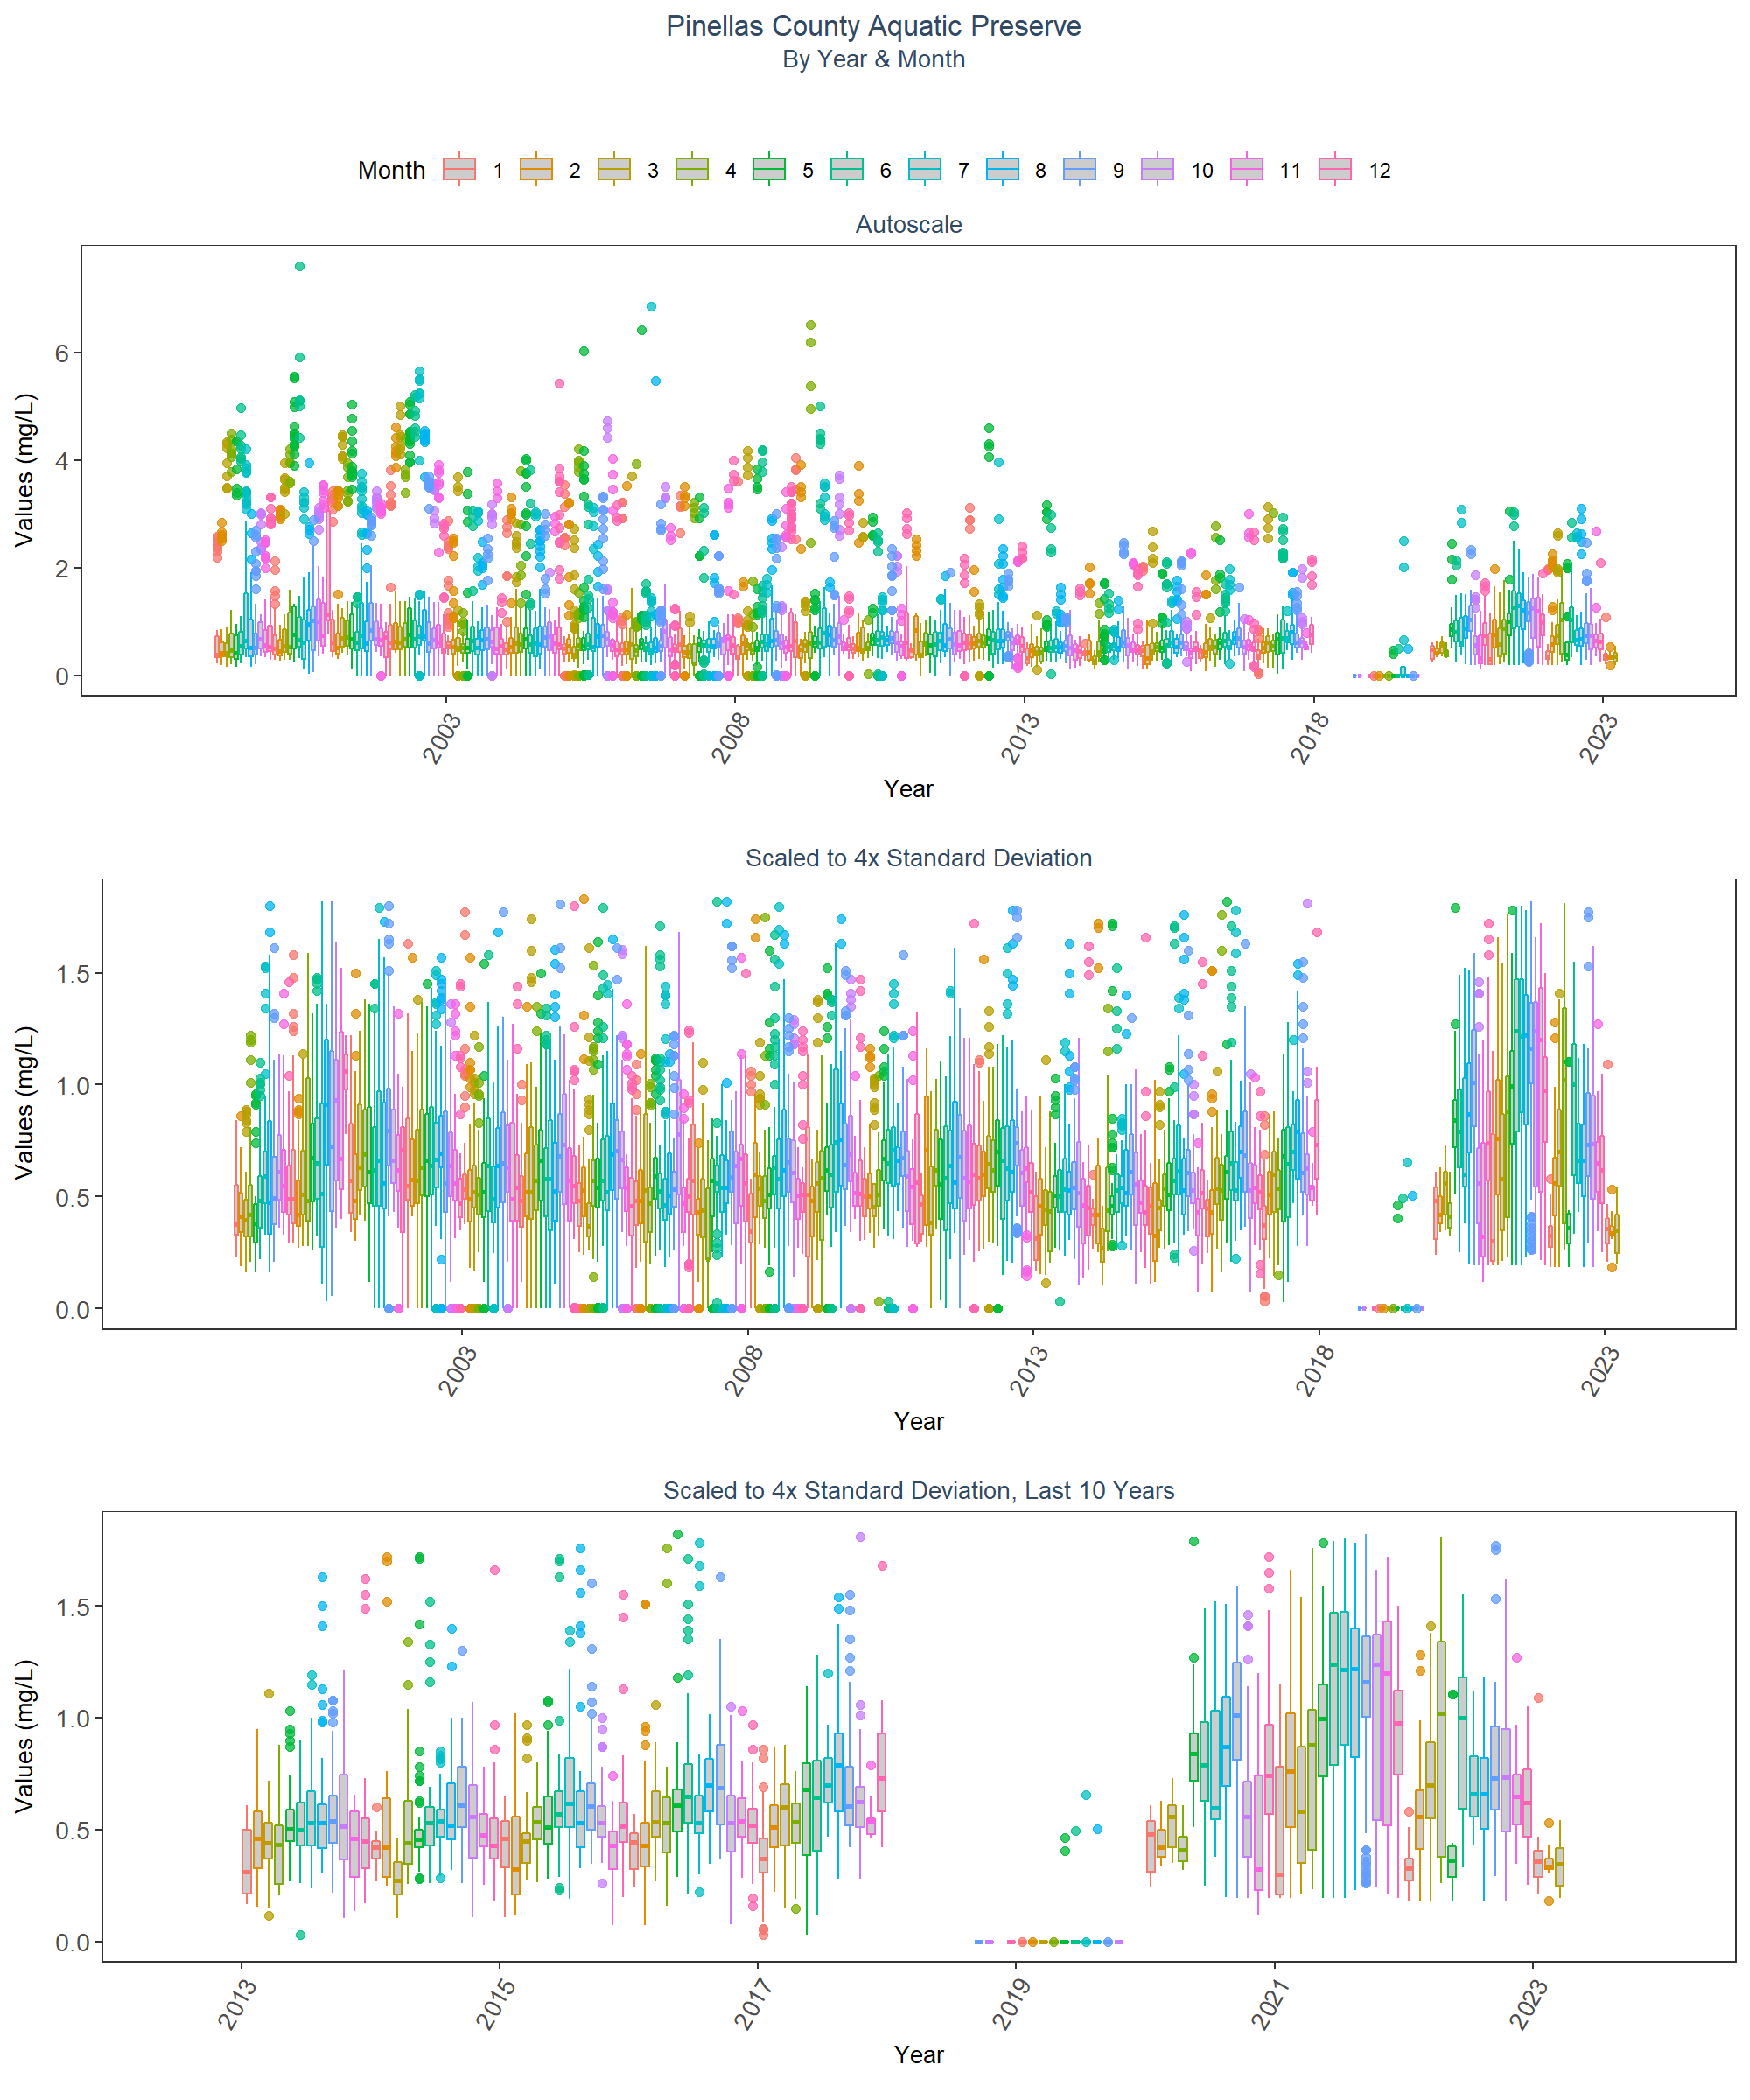 Pinellas County Aquatic Preserve
By Year & Month
Month 1 2 3 4 5 6 7 8 9 10 11 12
Autoscale
Values (mg/L)
6
4
2
0
2003 2008 2013 2018 2023
Year
Scaled to 4x Standard Deviation
Values (mg/L)
1.5
1.0
0.5
0.0
2003 2008 2013 2018 2023
Year
Scaled to 4x Standard Deviation, Last 10 Years
Values (mg/L)
1.5
1.0
0.5
0.0
2013 2015 2017 2019 2021 2023
Year